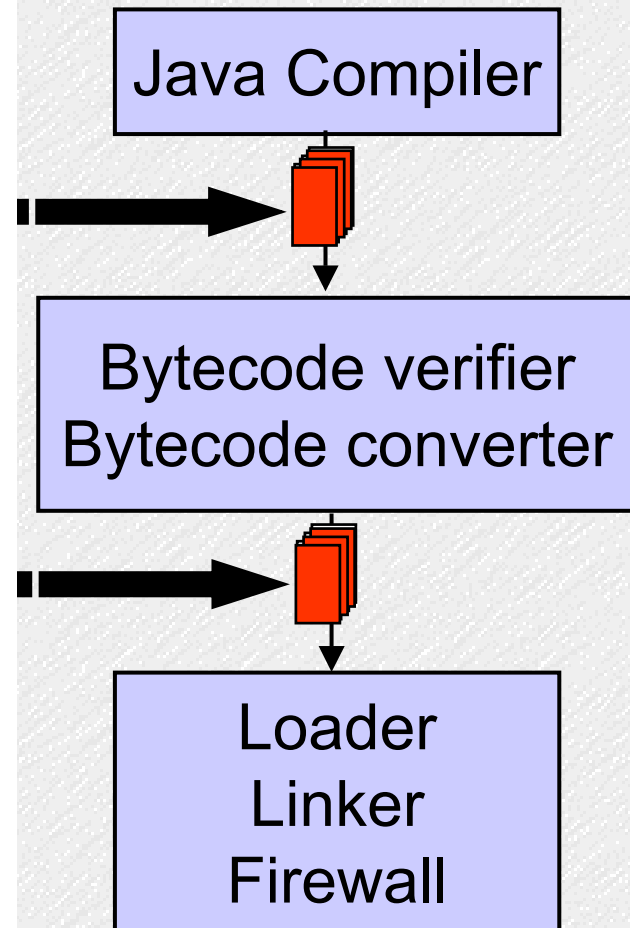 Java Compiler
Bytecode verifier
Bytecode converter
Loader
Linker
Firewall